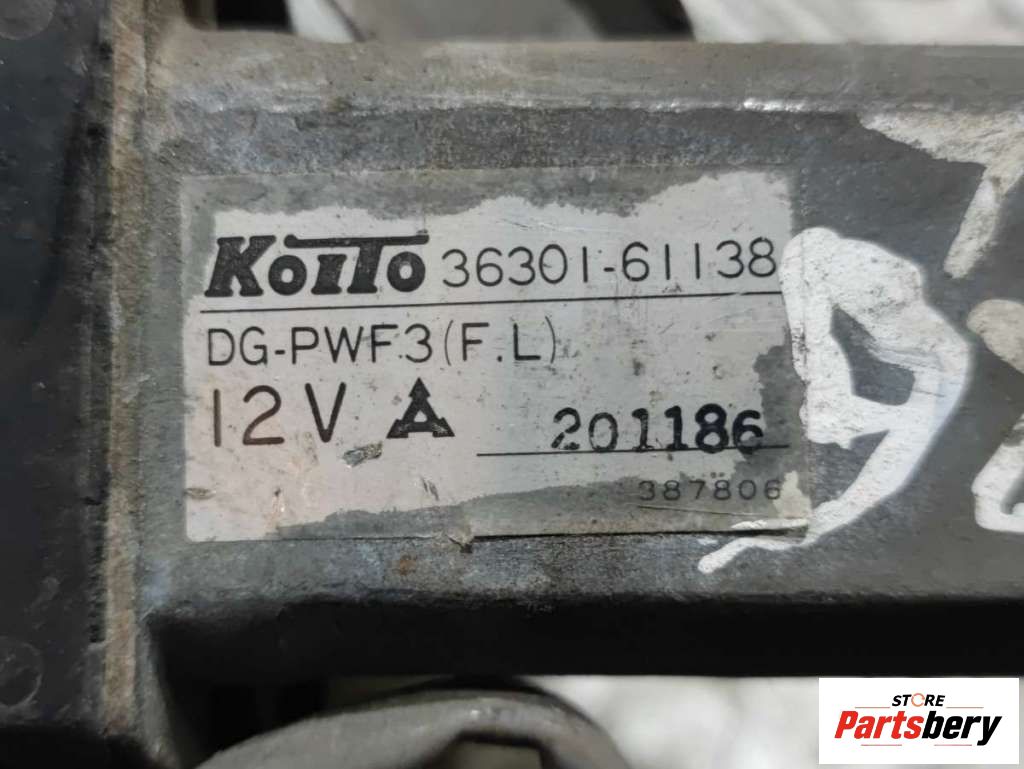 KOITO 36301-61138
DG-PWF3(F.L)
12V
201186
387806
STORE
Partsbery